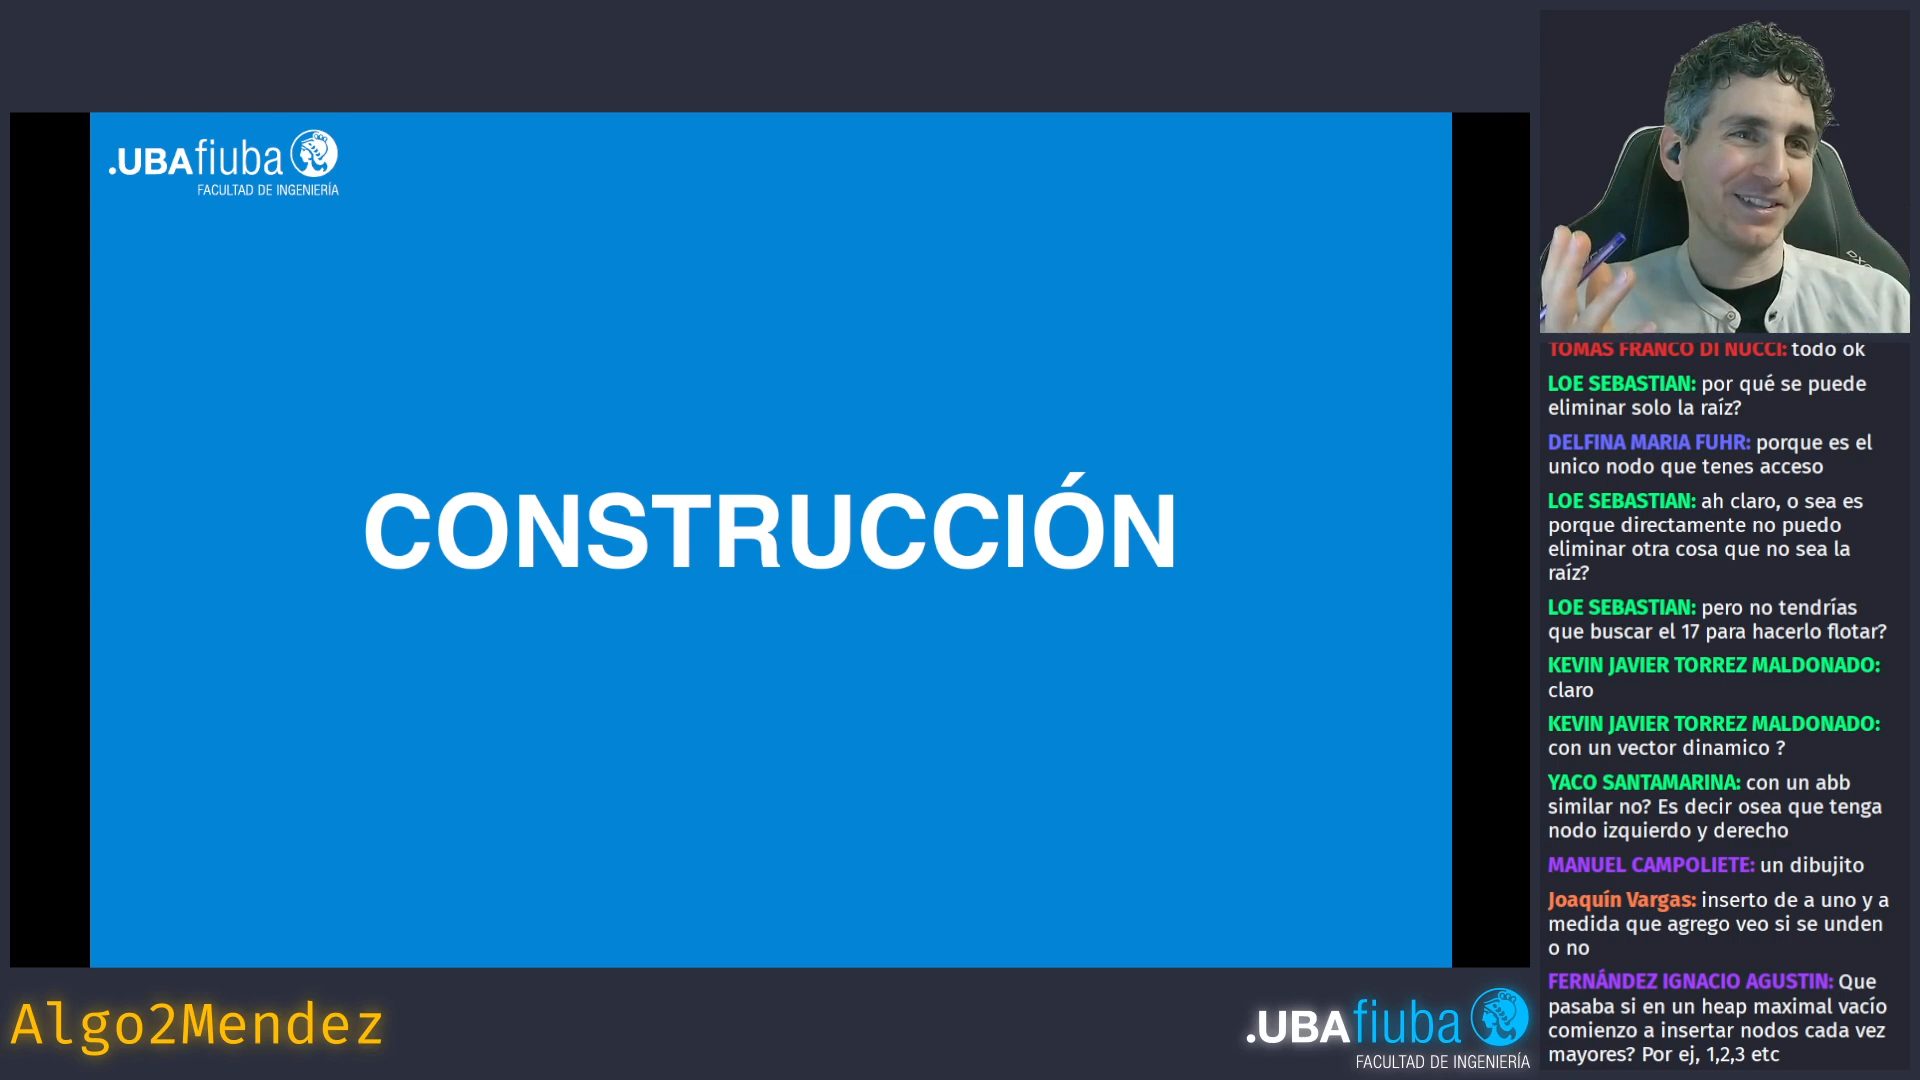 .UBAfiuba
FACULTAD DE INGENIERÍA
CONSTRUCCIÓN
TOMAS FRANCO DI NUCCI: todo ok
LOE SEBASTIAN: por qué se puede
eliminar solo la raíz?
DELFINA MARIA FUHR: porque es el
unico nodo que tenes acceso
LOE SEBASTIAN: ah claro, o sea es
porque directamente no puedo
eliminar otra cosa que no sea la
raíz?
LOE SEBASTIAN: pero no tendrías
que buscar el 17 para hacerlo flotar?
KEVIN JAVIER TORREZ MALDONADO:
claro
KEVIN JAVIER TORREZ MALDONADO:
con un vector dinamico ?
YACO SANTAMARINA: con un abb
similar no? Es decir osea que tenga
nodo izquierdo y derecho
MANUEL CAMPOLIETE: un dibujito
Joaquín Vargas: inserto de a uno y a
medida que agrego veo si se unden
o no
FERNÁNDEZ IGNACIO AGUSTIN: Que
pasaba si en un heap maximal vacío
comienzo a insertar nodos cada vez
mayores? Por ej, 1,2,3 etc
Algo2Mendez
.UBAfiuba
FACULTAD DE INGENIERÍA